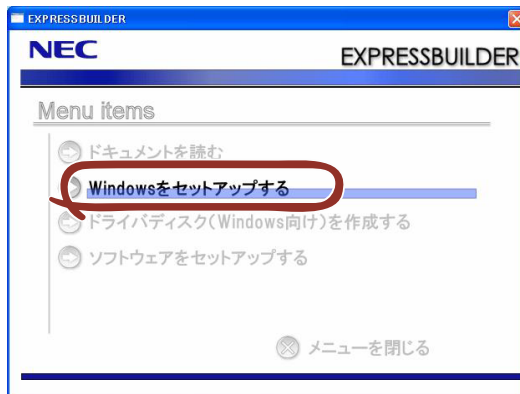 EXPRESSBUILDER
NEC
EXPRESSBUILDER
Menu items
ドキュメントを読む
Windowsをセットアップする
ドライバディスク(Windows向け)を作成する
ソフトウェアをセットアップする
メニューを閉じる